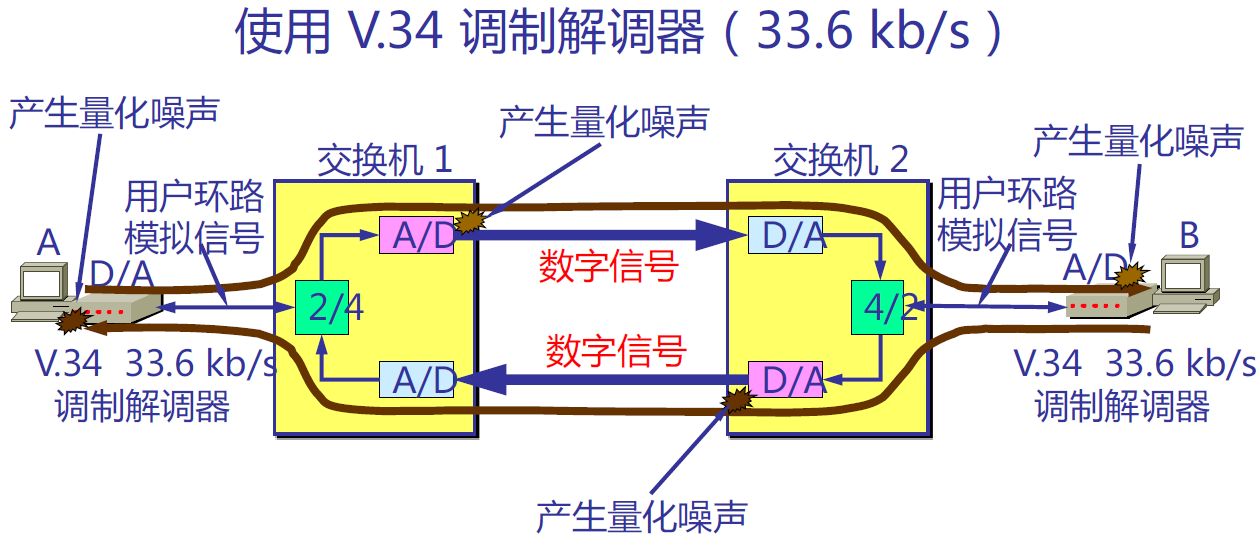 使用 V.34 调制解调器（33.6 kb/s）
产生量化噪声
产生量化噪声
产生量化噪声
交换机 1
交换机 2
用户环路
模拟信号
用户环路
模拟信号
A
B
D/A
A/D
D/A
A/D
数字信号
2/4
4/2
数字信号
A/D
D/A
V.34 33.6 kb/s
调制解调器
V.34 33.6 kb/s
调制解调器
产生量化噪声